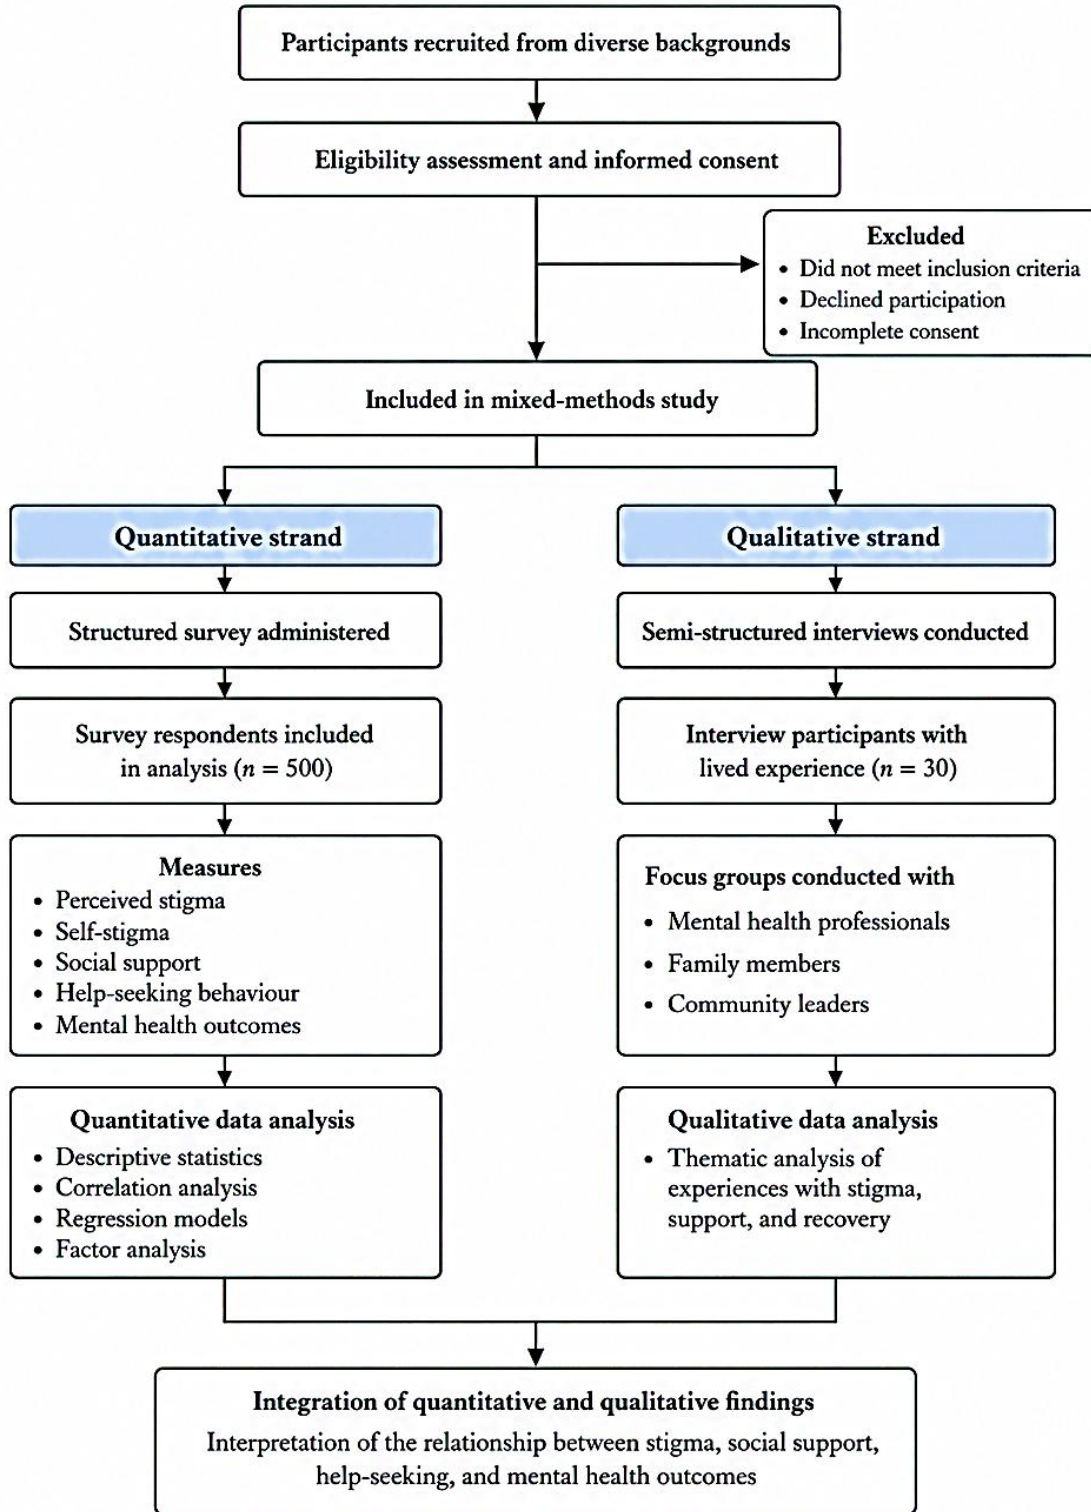 Participants recruited from diverse backgrounds
Eligibility assessment and informed consent
Excluded
• Did not meet inclusion criteria
• Declined participation
• Incomplete consent
Included in mixed-methods study
Quantitative strand
Structured survey administered
Survey respondents included
in analysis (n = 500)
Measures
• Perceived stigma
• Self-stigma
• Social support
• Help-seeking behaviour
• Mental health outcomes
Quantitative data analysis
• Descriptive statistics
• Correlation analysis
• Regression models
• Factor analysis
Qualitative strand
Semi-structured interviews conducted
Interview participants with
lived experience (n = 30)
Focus groups conducted with
• Mental health professionals
• Family members
• Community leaders
Qualitative data analysis
• Thematic analysis of
experiences with stigma,
support, and recovery
Integration of quantitative and qualitative findings
Interpretation of the relationship between stigma, social support,
help-seeking, and mental health outcomes